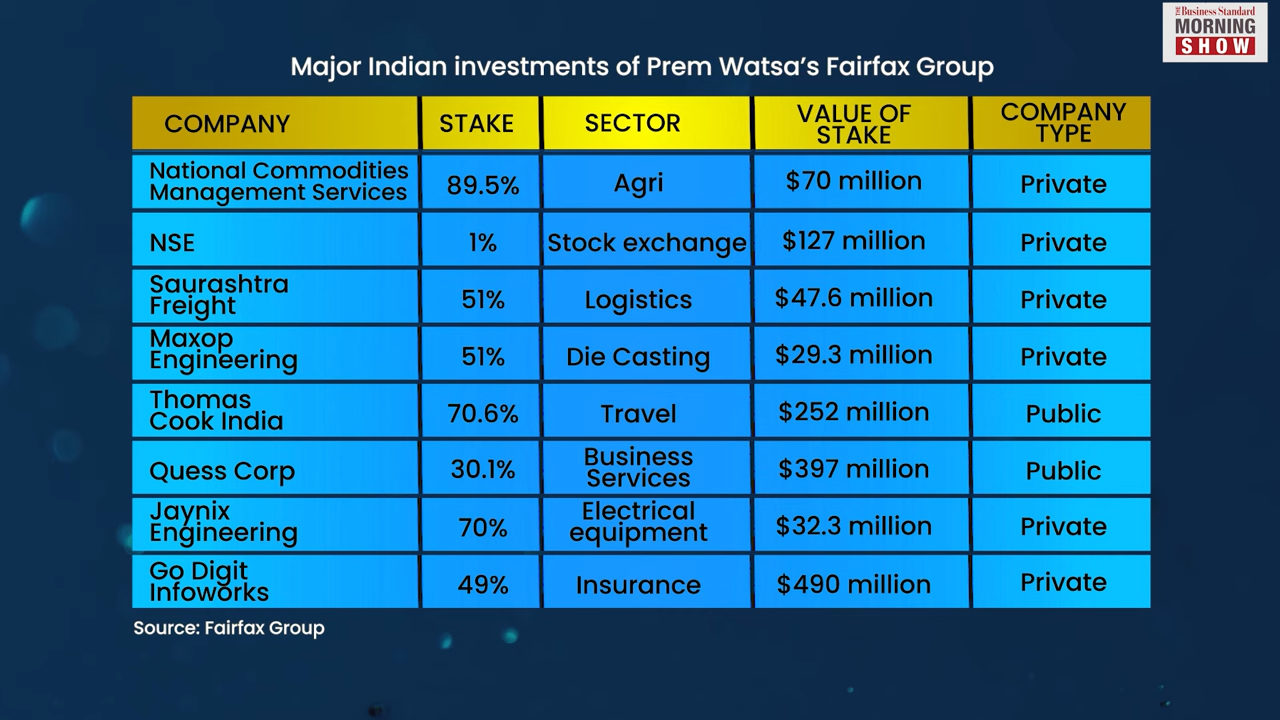 THE Business Standard
MORNING
SHOW
Major Indian investments of Prem Watsa's Fairfax Group
COMPANY STAKE SECTOR VALUE OF STAKE COMPANY TYPE
National Commodities Management Services 89.5% Agri $70 million Private
NSE 1% Stock exchange $127 million Private
Saurashtra Freight 51% Logistics $47.6 million Private
Maxop Engineering 51% Die Casting $29.3 million Private
Thomas Cook India 70.6% Travel $252 million Public
Quess Corp 30.1% Business Services $397 million Public
Jaynix Engineering 70% Electrical equipment $32.3 million Private
Go Digit Infoworks 49% Insurance $490 million Private
Source: Fairfax Group